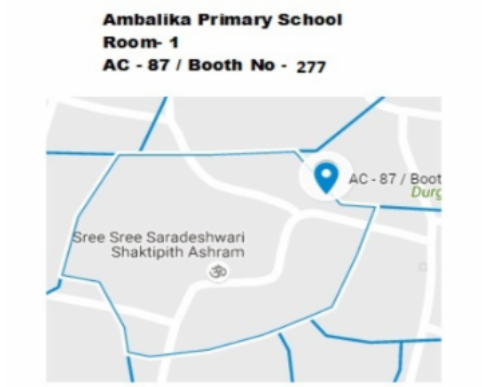 Ambalika Primary School
Room- 1
AC - 87 / Booth No - 277
AC - 87 / Boot
Durg
Sree Sree Saradeshwari
Shaktipith Ashram
ॐ